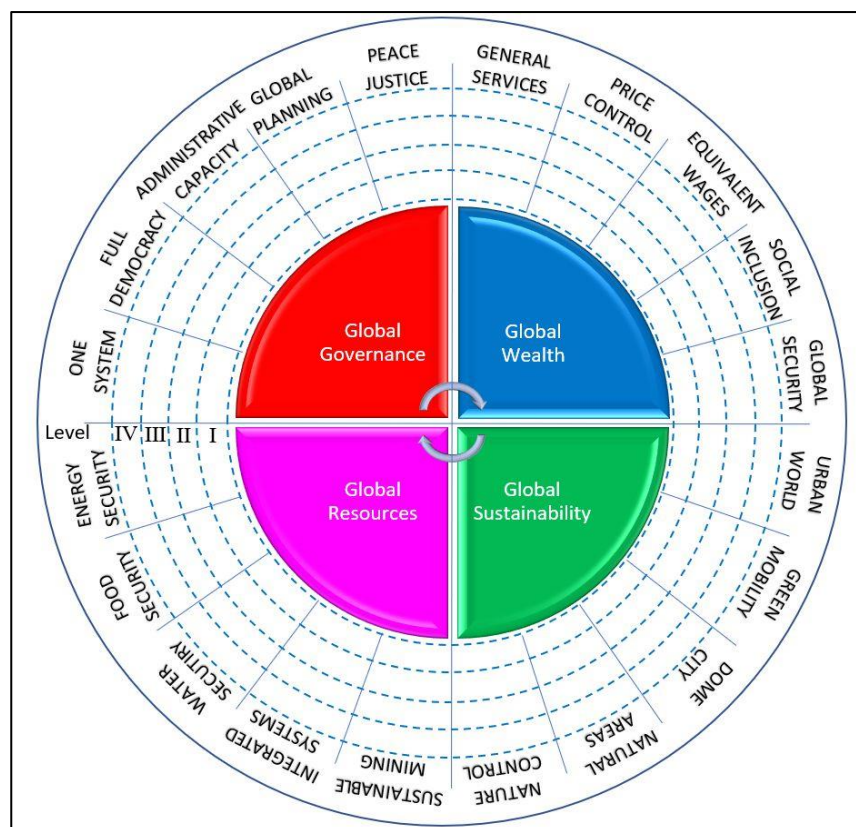 PEACE
JUSTICE
GENERAL
SERVICES
PRICE
CONTROL
EQUIVALENT
WAGES
SOCIAL
INCLUSION
GLOBAL
SECURITY
URBAN
WORLD
GREEN
MOBILITY
DOME
CITY
NATURAL
AREAS
NATURE
CONTROL
SUSTAINABLE
MINING
INTEGRATED
SYSTEMS
WATER
SECUTIRY
FOOD
SECURITY
ENERGY
SECURITY
ONE
SYSTEM
FULL
DEMOCRACY
ADMINISTRATIVE
CAPACITY
GLOBAL
PLANNING
Level IV III II I
Global
Governance
Global
Wealth
Global
Resources
Global
Sustainability